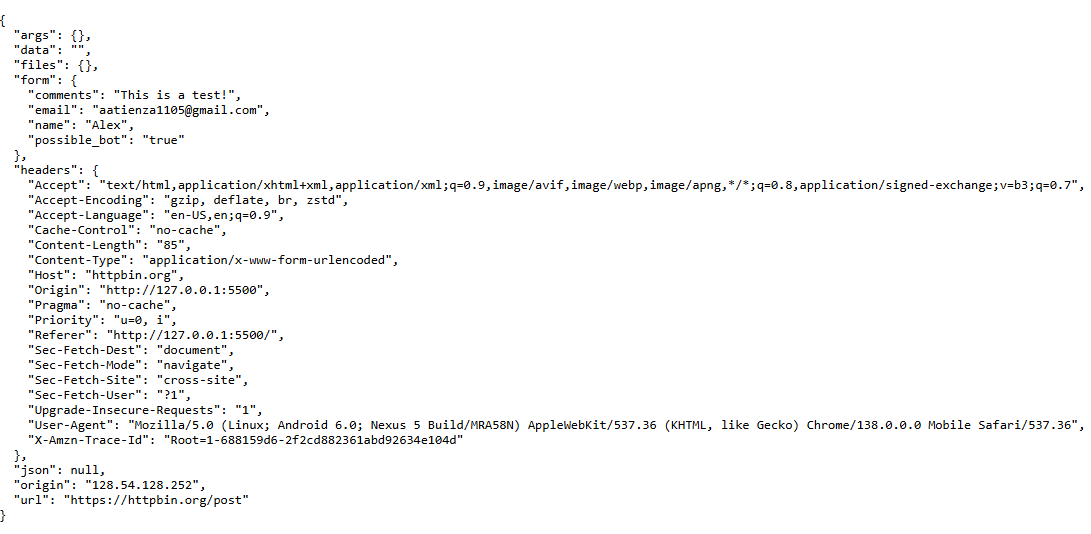 {
  "args": {},
  "data": "",
  "files": {},
  "form": {
    "comments": "This is a test!",
    "email": "aatienza1105@gmail.com",
    "name": "Alex",
    "possible_bot": "true"
  },
  "headers": {
    "Accept": "text/html,application/xhtml+xml,application/xml;q=0.9,image/avif,image/webp,image/apng,*/*;q=0.8,application/signed-exchange;v=b3;q=0.7",
    "Accept-Encoding": "gzip, deflate, br, zstd",
    "Accept-Language": "en-US,en;q=0.9",
    "Cache-Control": "no-cache",
    "Content-Length": "85",
    "Content-Type": "application/x-www-form-urlencoded",
    "Host": "httpbin.org",
    "Origin": "http://127.0.0.1:5500",
    "Pragma": "no-cache",
    "Priority": "u=0, i",
    "Referer": "http://127.0.0.1:5500/",
    "Sec-Fetch-Dest": "document",
    "Sec-Fetch-Mode": "navigate",
    "Sec-Fetch-Site": "cross-site",
    "Sec-Fetch-User": "?1",
    "Upgrade-Insecure-Requests": "1",
    "User-Agent": "Mozilla/5.0 (Linux; Android 6.0; Nexus 5 Build/MRA58N) AppleWebKit/537.36 (KHTML, like Gecko) Chrome/138.0.0.0 Mobile Safari/537.36",
    "X-Amzn-Trace-Id": "Root=1-688159d6-2f2cd882361abd92634e104d"
  },
  "json": null,
  "origin": "128.54.128.252",
  "url": "https://httpbin.org/post"
}